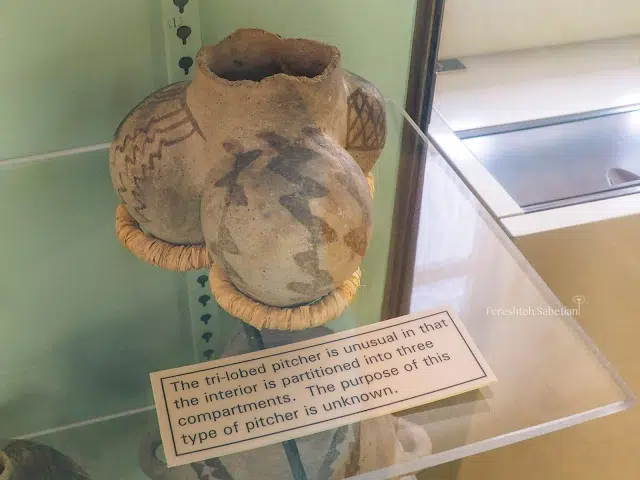 Fereshteh.Sabetian
The tri-lobed pitcher is unusual in that
the interior is partitioned into three
compartments. The purpose of this
type of pitcher is unknown.